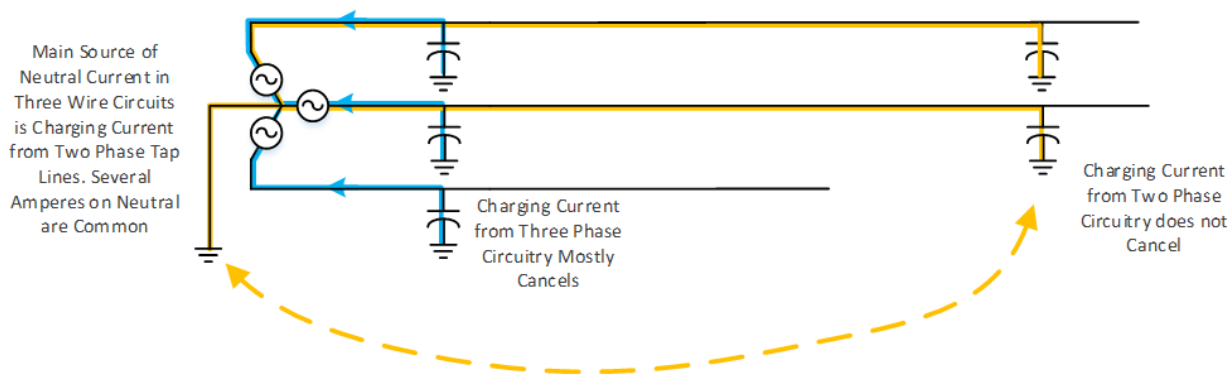 Main Source of
Neutral Current in
Three Wire Circuits
is Charging Current
from Two Phase Tap
Lines. Several
Amperes on Neutral
are Common
Charging Current
from Three Phase
Circuitry Mostly
Cancels
Charging Current
from Two Phase
Circuitry does not
Cancel